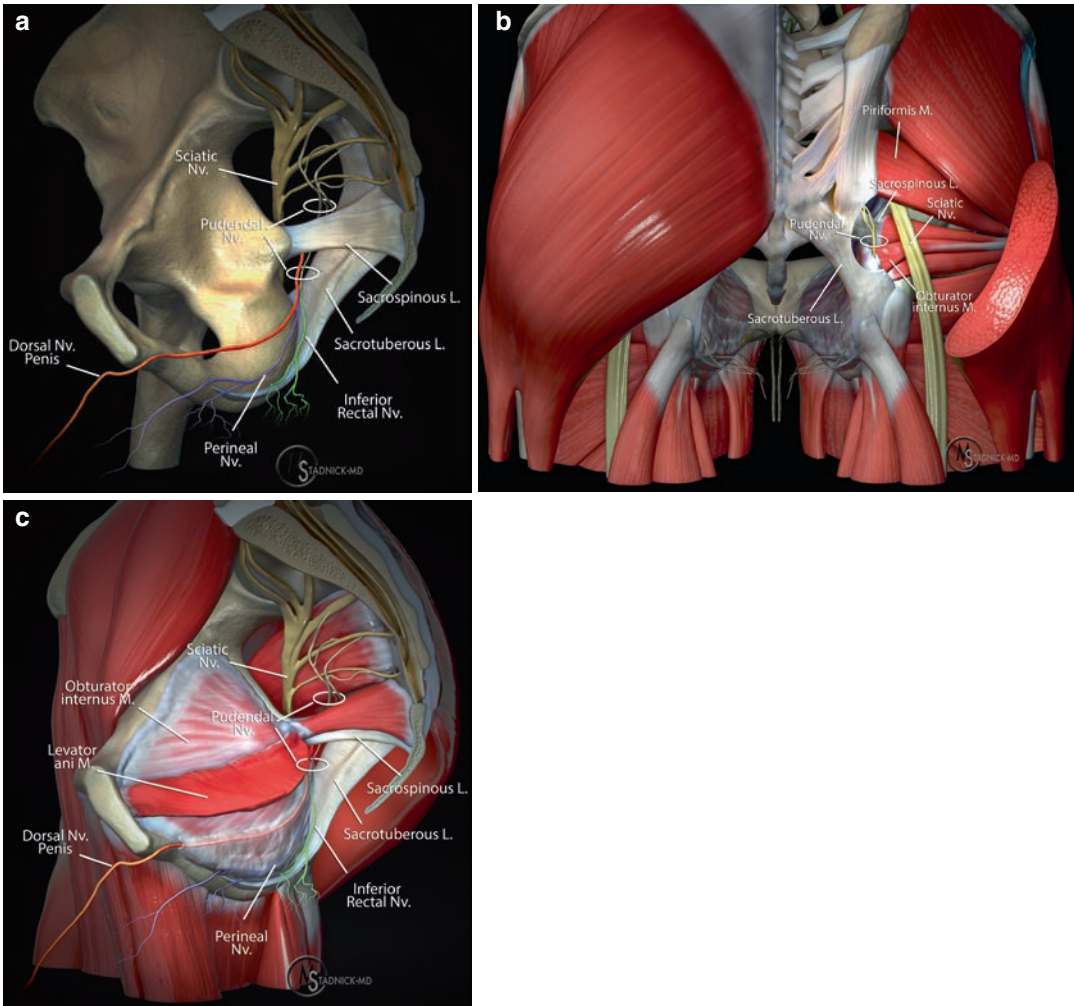 a
Sciatic
Nv.
Pudendal
Nv.
Sacrospinous L.
Sacrotuberous L.
Dorsal Nv.
Penis
Inferior
Rectal Nv.
Perineal
Nv.
STADNICK-MD
b
Piriformis M.
Sacrospinous L.
Sciatic
Nv.
Pudendal
Nv.
Obturator
internus M.
Sacrotuberous L.
STADNICK-MD
c
Sciatic
Nv.
Obturator
internus M.
Pudendal
Nv.
Levator
ani M.
Sacrospinous L.
Sacrotuberous L.
Dorsal Nv.
Penis
Inferior
Rectal Nv.
Perineal
Nv.
STADNICK-MD